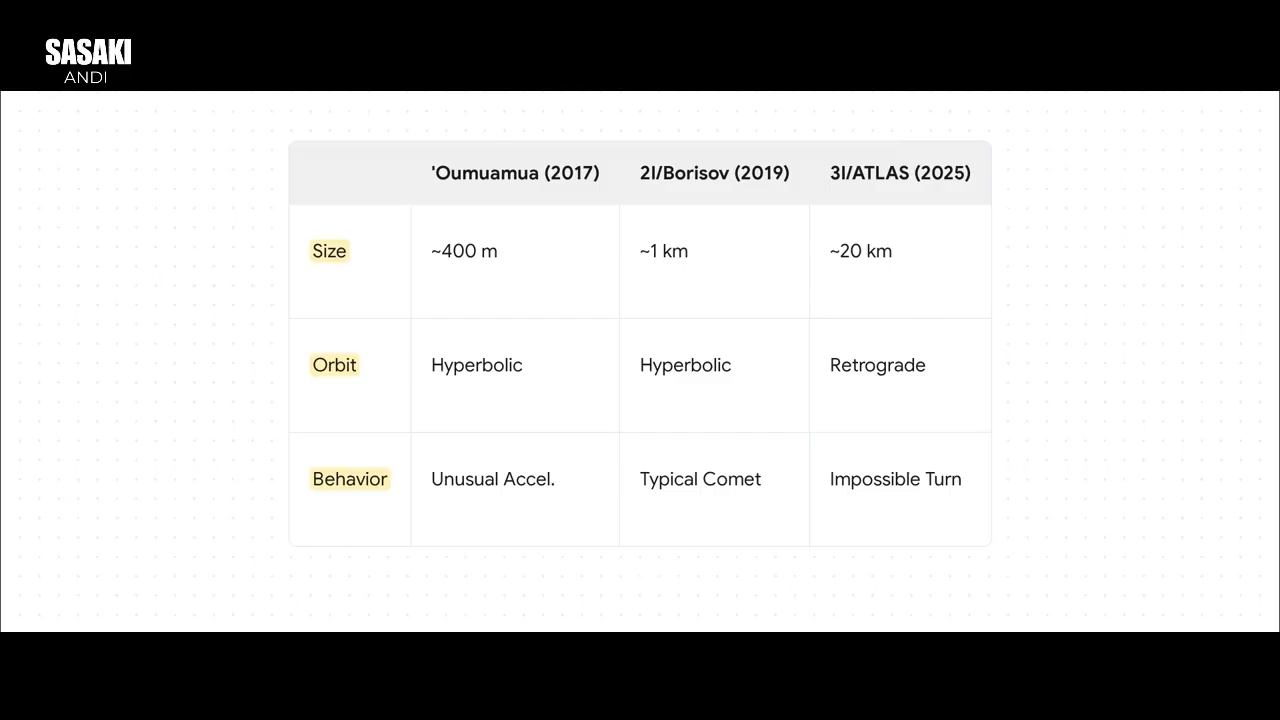 SASAKI
ANDI
'Oumuamua (2017) 2I/Borisov (2019) 3I/ATLAS (2025)
Size ~400 m ~1 km ~20 km
Orbit Hyperbolic Hyperbolic Retrograde
Behavior Unusual Accel. Typical Comet Impossible Turn